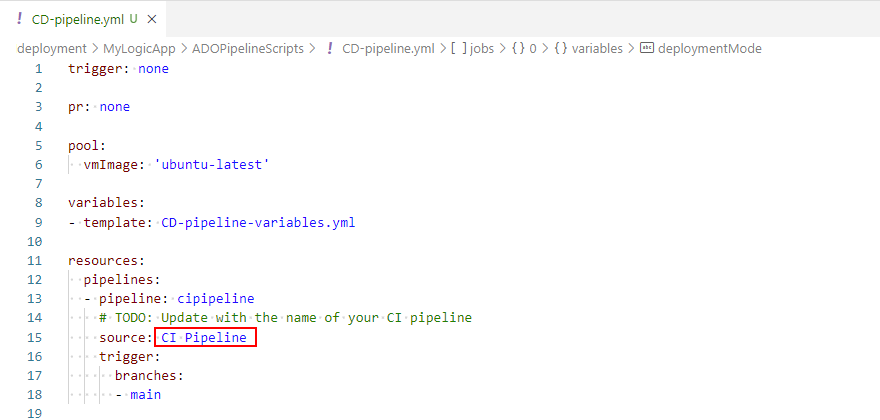 ! CD-pipeline.yml U ×
deployment > MyLogicApp > ADOPipelineScripts > ! CD-pipeline.yml > [ ] jobs > {} 0 > {} variables > abc deploymentMode
1 trigger: none
2
3 pr: none
4
5 pool:
6   vmImage: 'ubuntu-latest'
7
8 variables:
9 - template: CD-pipeline-variables.yml
10
11 resources:
12   pipelines:
13   - pipeline: cipipeline
14     # TODO: Update with the name of your CI pipeline
15     source: CI Pipeline
16     trigger:
17       branches:
18       - main
19